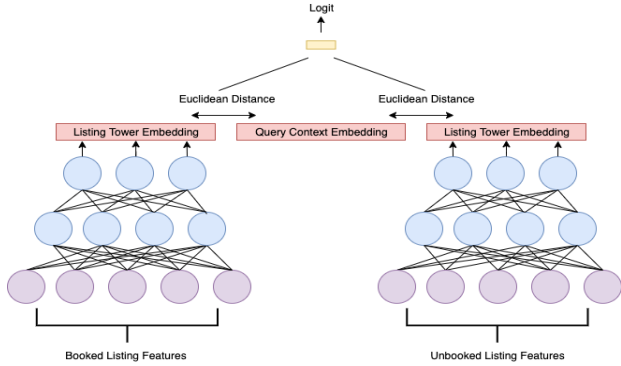 Logit
Euclidean Distance
Euclidean Distance
Listing Tower Embedding
Query Context Embedding
Listing Tower Embedding
Booked Listing Features
Unbooked Listing Features